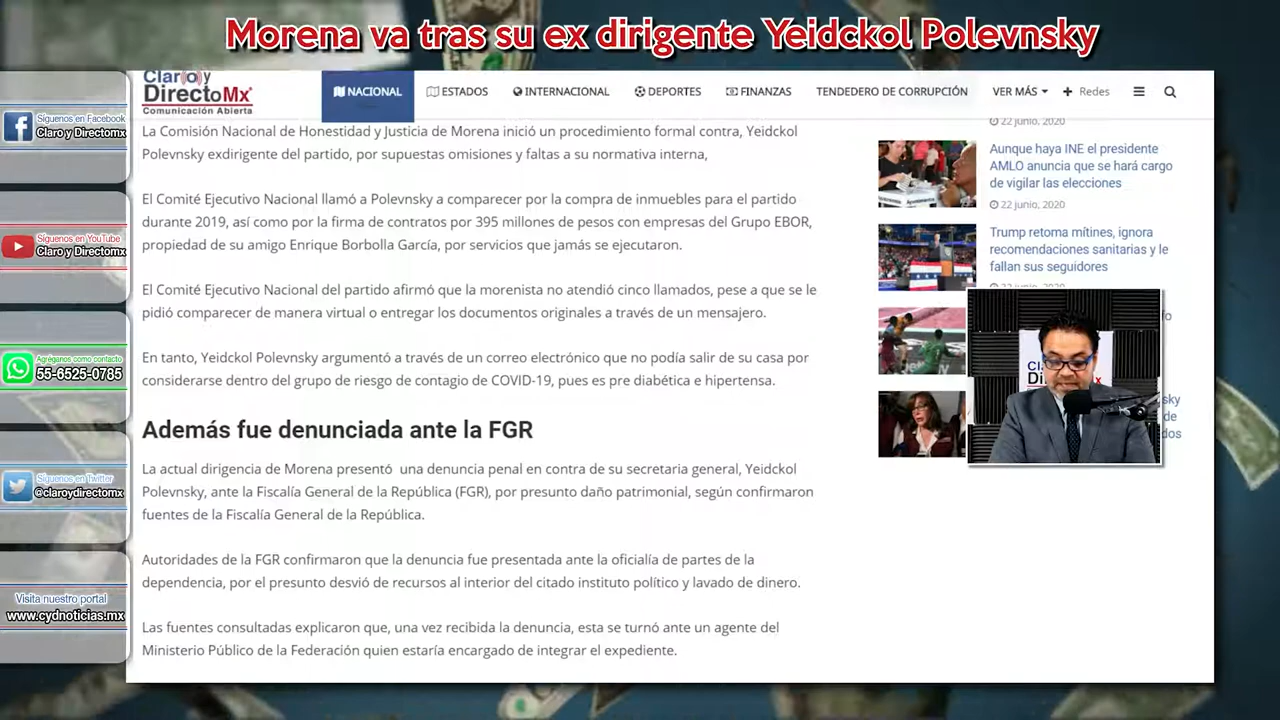 Morena va tras su ex dirigente Yeidckol Polevnsky
Síguenos en Facebook
Claro y Directomx
Síguenos en YouTube
Claro y Directomx
Agréganos como contacto
55-6525-0785
Síguenos en Twitter
@claroydirectomx
Visita nuestro portal
www.cydnoticias.mx
Claro y
DirectoMx
Comunicación Abierta
NACIONAL
ESTADOS
INTERNACIONAL
DEPORTES
FINANZAS
TENDEDERO DE CORRUPCIÓN
VER MÁS
Redes
La Comisión Nacional de Honestidad y Justicia de Morena inició un procedimiento formal contra, Yeidckol
Polevnsky exdirigente del partido, por supuestas omisiones y faltas a su normativa interna,
El Comité Ejecutivo Nacional llamó a Polevnsky a comparecer por la compra de inmuebles para el partido
durante 2019, así como por la firma de contratos por 395 millones de pesos con empresas del Grupo EBOR,
propiedad de su amigo Enrique Borbolla García, por servicios que jamás se ejecutaron.
El Comité Ejecutivo Nacional del partido afirmó que la morenista no atendió cinco llamados, pese a que se le
pidió comparecer de manera virtual o entregar los documentos originales a través de un mensajero.
En tanto, Yeidckol Polevnsky argumentó a través de un correo electrónico que no podía salir de su casa por
considerarse dentro del grupo de riesgo de contagio de COVID-19, pues es pre diabética e hipertensa.
Además fue denunciada ante la FGR
La actual dirigencia de Morena presentó una denuncia penal en contra de su secretaria general, Yeidckol
Polevnsky, ante la Fiscalía General de la República (FGR), por presunto daño patrimonial, según confirmaron
fuentes de la Fiscalía General de la República.
Autoridades de la FGR confirmaron que la denuncia fue presentada ante la oficialía de partes de la
dependencia, por el presunto desvió de recursos al interior del citado instituto político y lavado de dinero.
Las fuentes consultadas explicaron que, una vez recibida la denuncia, esta se turnó ante un agente del
Ministerio Público de la Federación quien estaría encargado de integrar el expediente.
22 junio, 2020
Aunque haya INE el presidente
AMLO anuncia que se hará cargo
de vigilar las elecciones
22 junio, 2020
Trump retoma mítines, ignora
recomendaciones sanitarias y le
fallan sus seguidores
22 junio, 2020